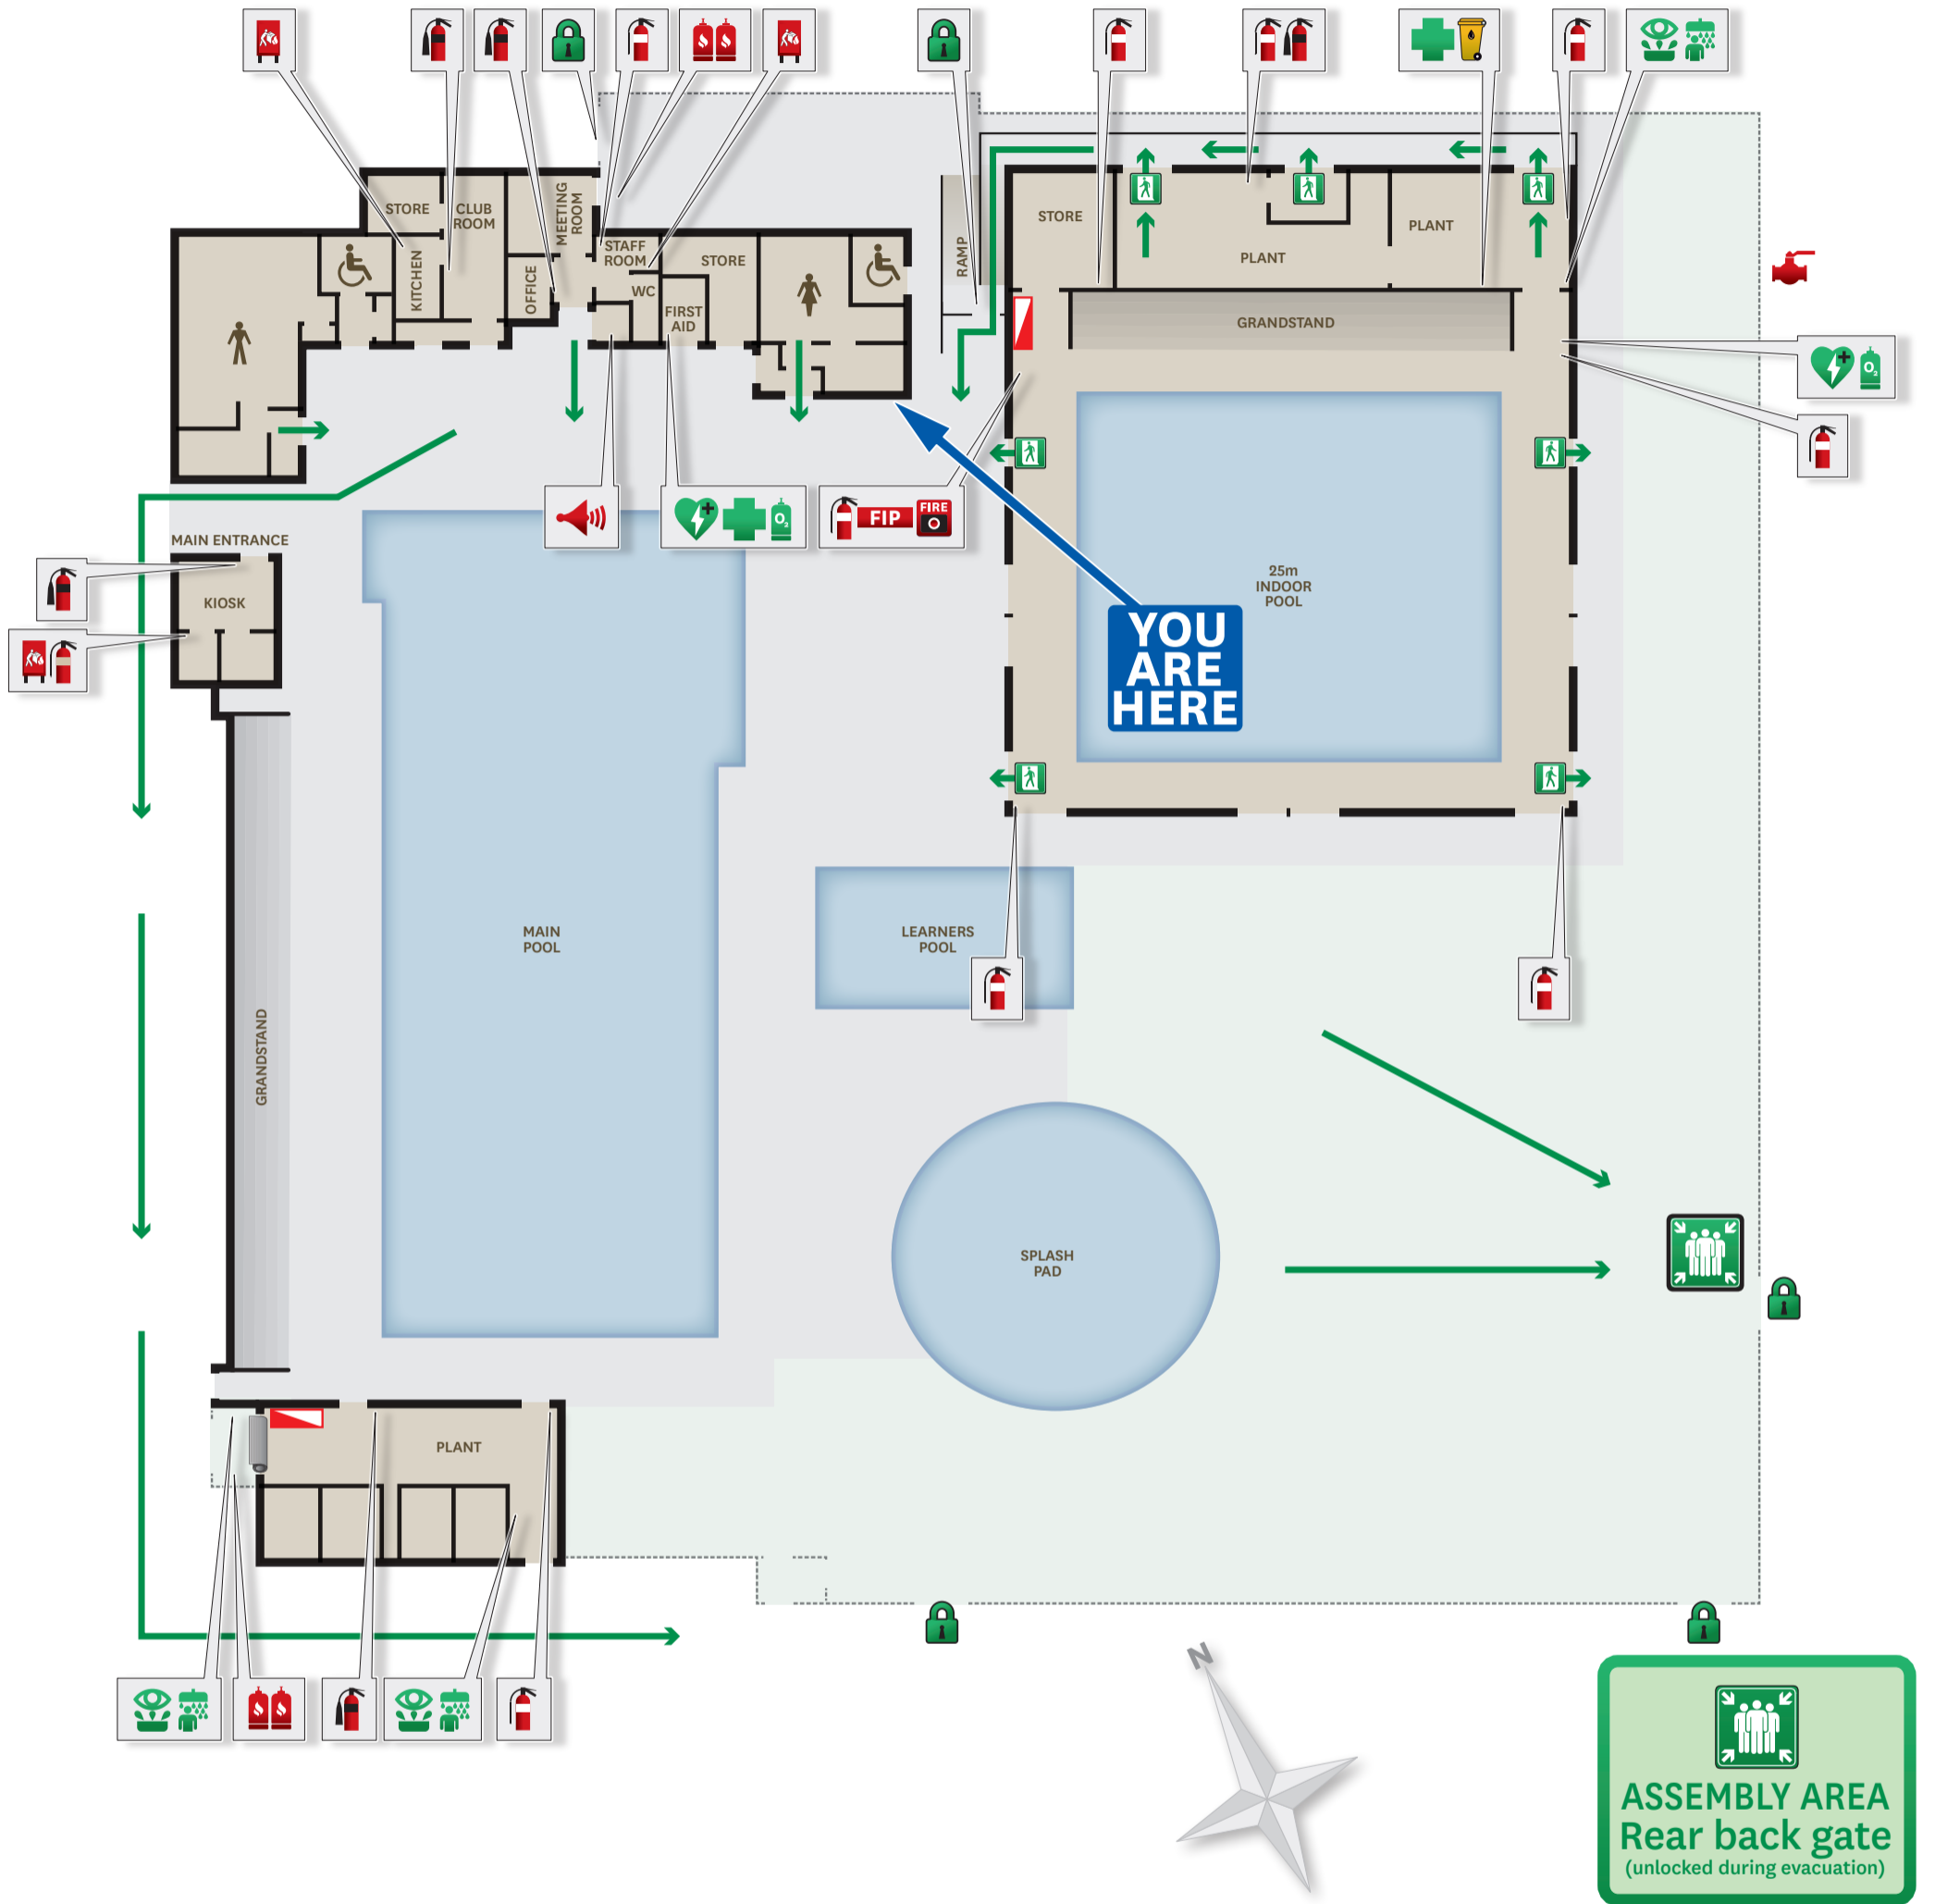 STORE
CLUB
ROOM
MEETING
ROOM
KITCHEN
OFFICE
STAFF
ROOM
WC
STORE
FIRST
AID
RAMP
STORE
PLANT
PLANT
GRANDSTAND
O2
FIP
FIRE
O2
MAIN ENTRANCE
KIOSK
25m
INDOOR
POOL
YOU
ARE
HERE
MAIN
POOL
LEARNERS
POOL
GRANDSTAND
SPLASH
PAD
PLANT
N
ASSEMBLY AREA
Rear back gate
(unlocked during evacuation)